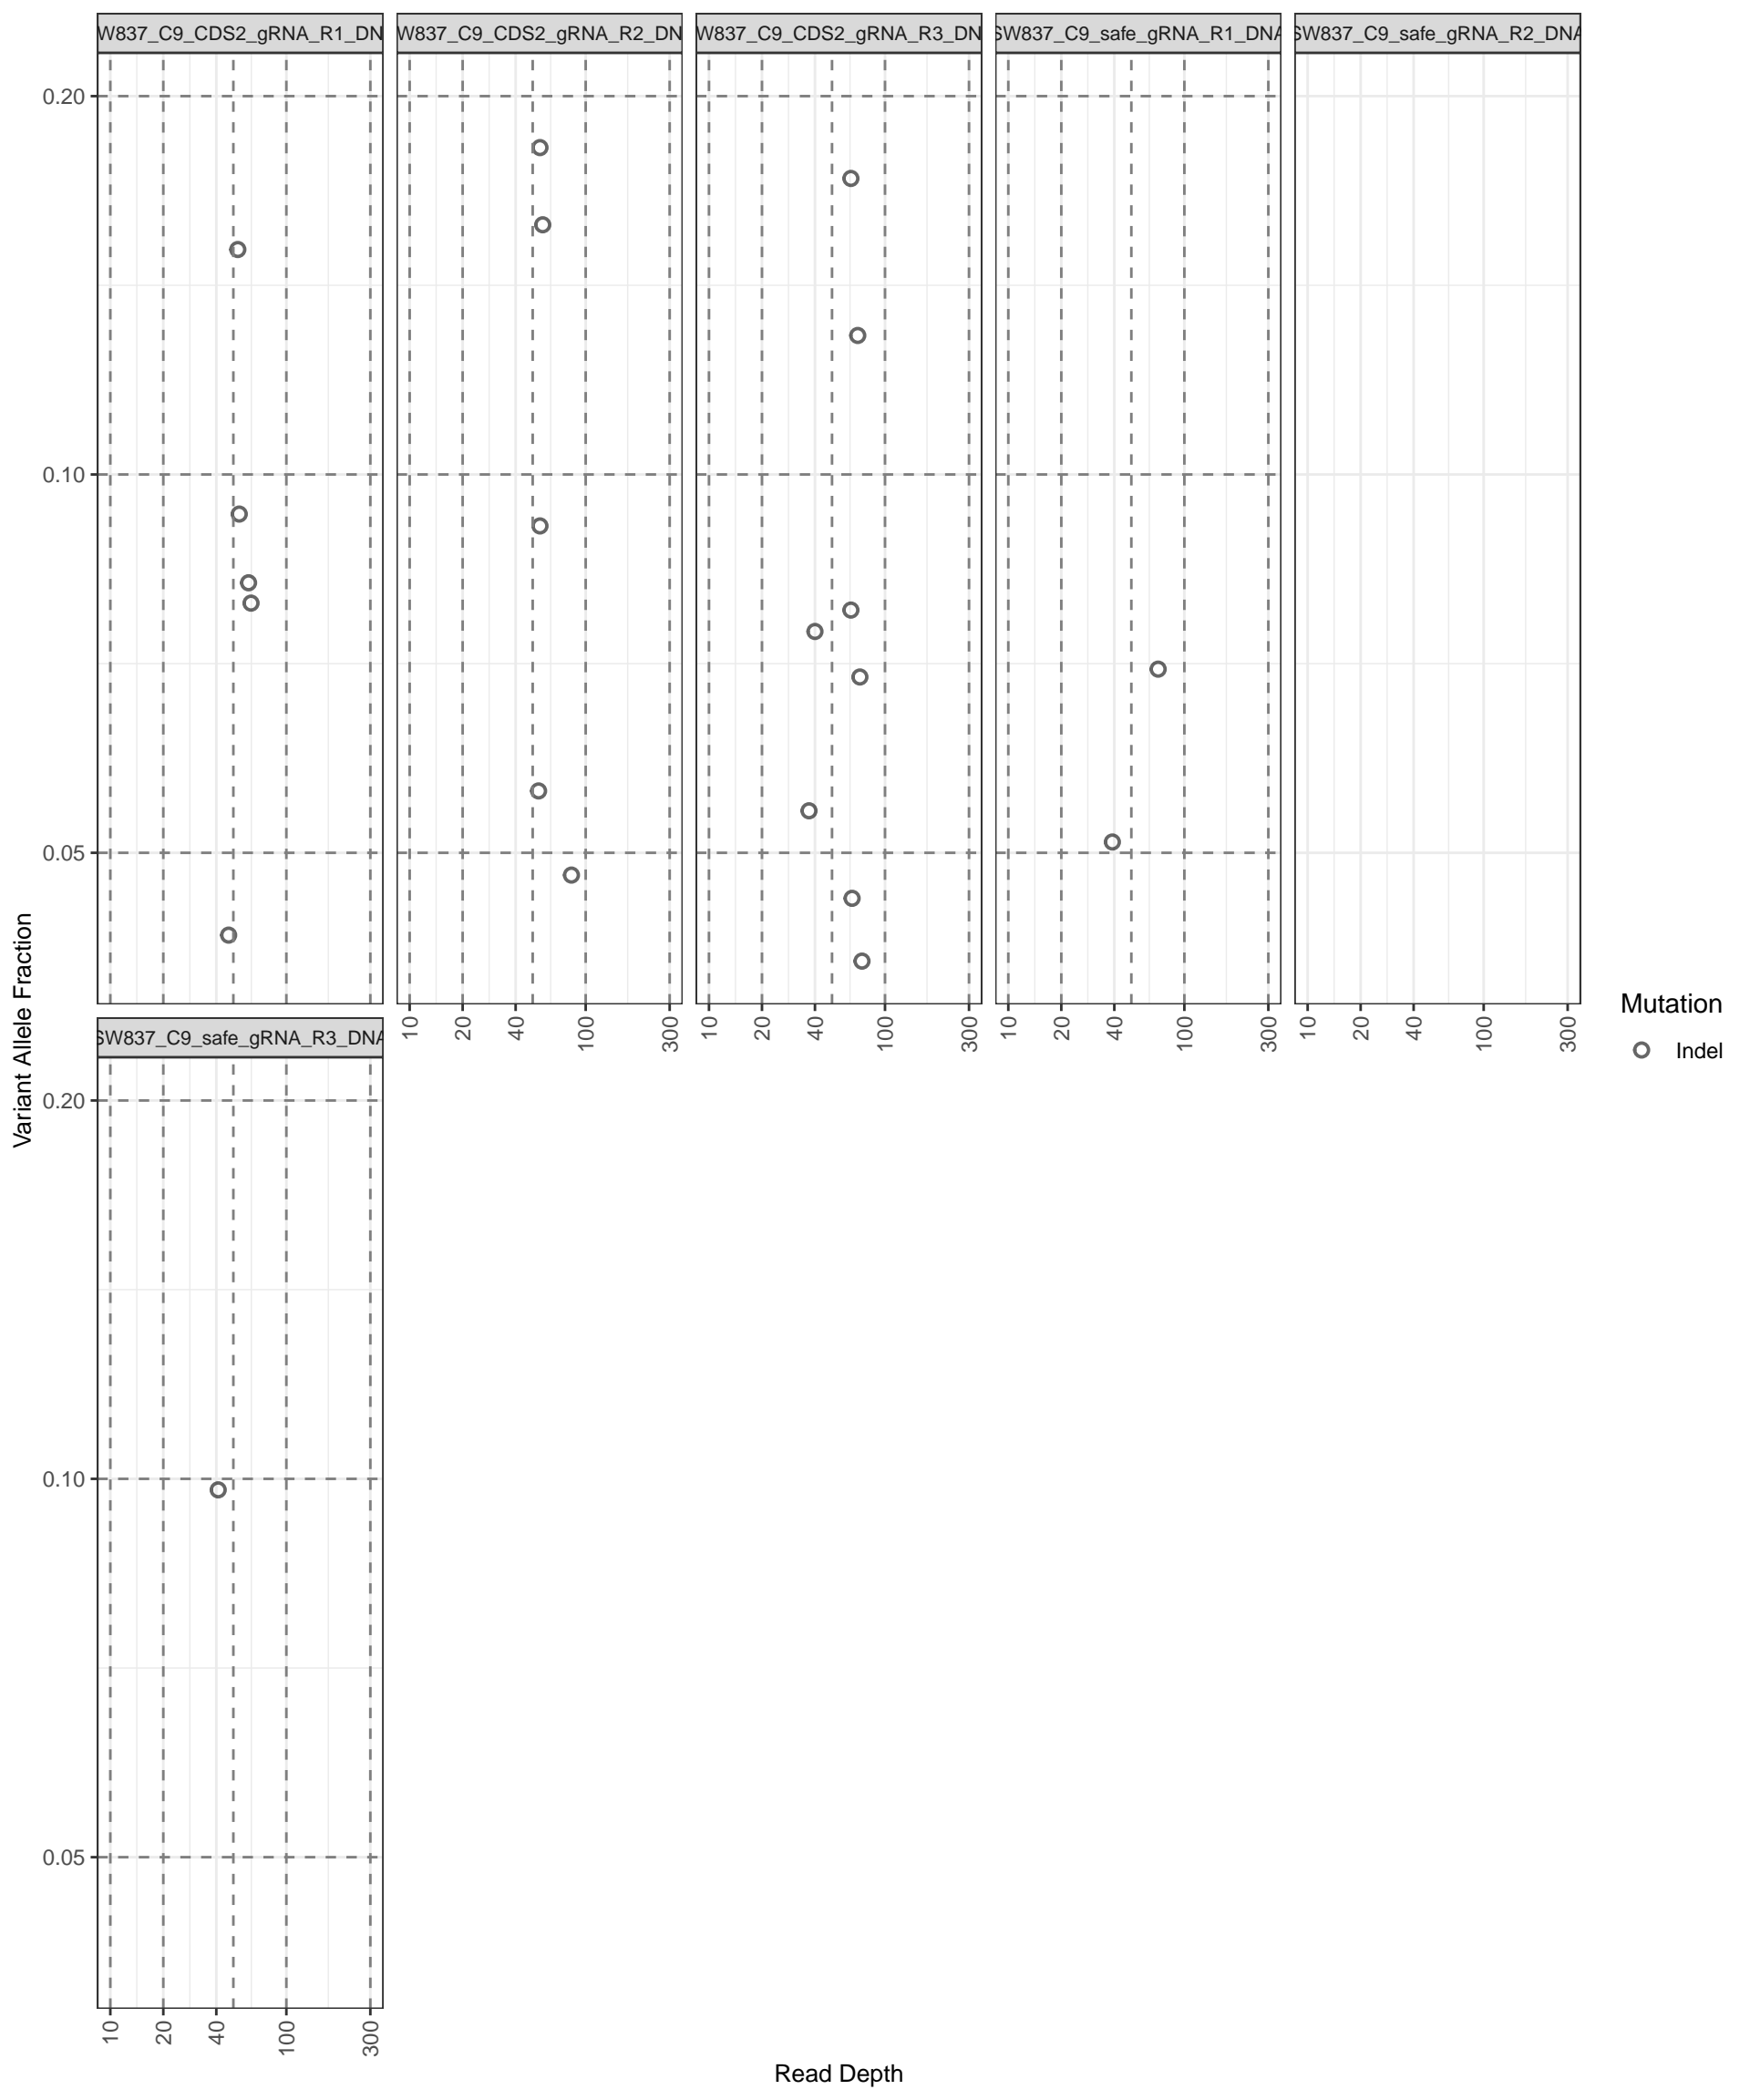 W837_C9_CDS2_gRNA_R1_DN
W837_C9_CDS2_gRNA_R2_DN
W837_C9_CDS2_gRNA_R3_DN
SW837_C9_safe_gRNA_R1_DNA
SW837_C9_safe_gRNA_R2_DNA
0.20
0.10
0.05
10 20 40 100 300
10 20 40 100 300
10 20 40 100 300
10 20 40 100 300
SW837_C9_safe_gRNA_R3_DNA
0.20
0.10
0.05
10 20 40 100 300
Variant Allele Fraction
Read Depth
Mutation
Indel